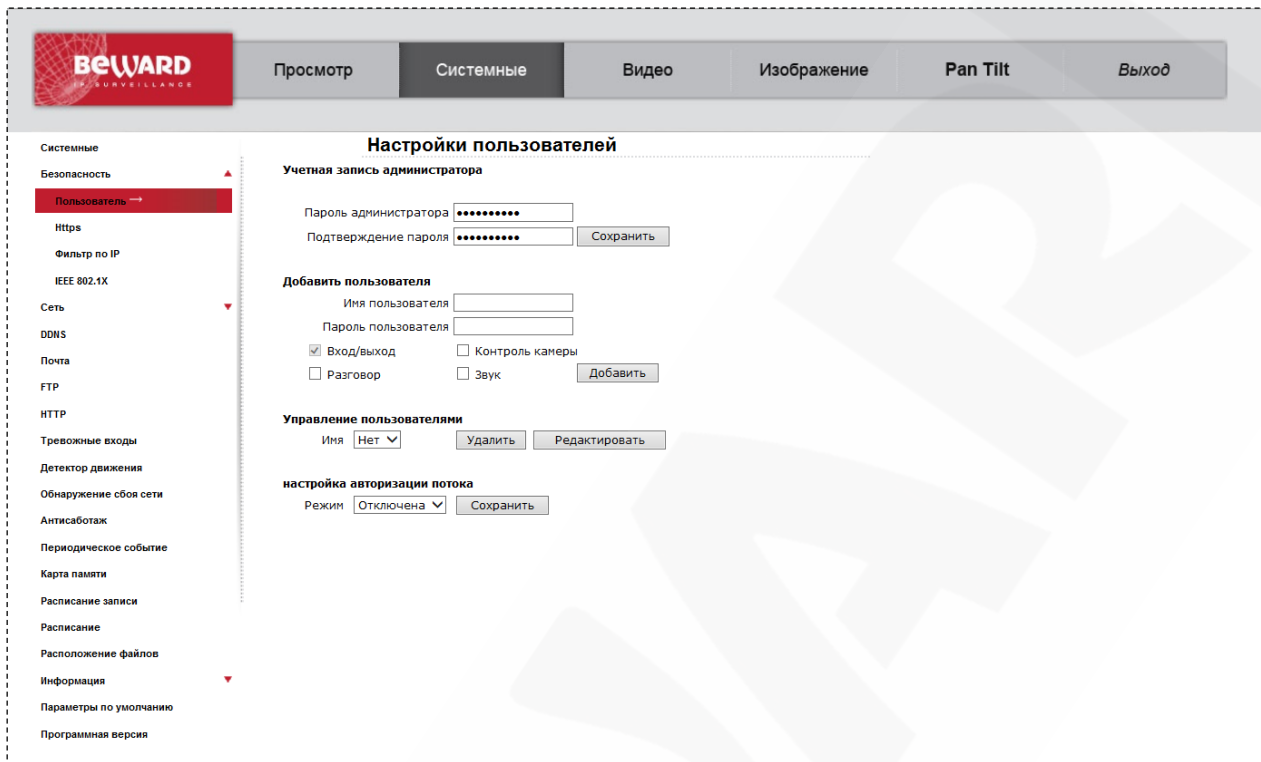 BEWARD
IP SURVEILLANCE
Просмотр
Системные
Видео
Изображение
Pan Tilt
Выход
Системные
Безопасность
Пользователь →
Https
Фильтр по IP
IEEE 802.1X
Сеть
DDNS
Почта
FTP
HTTP
Тревожные входы
Детектор движения
Обнаружение сбоя сети
Антисаботаж
Периодическое событие
Карта памяти
Расписание записи
Расписание
Расположение файлов
Информация
Параметры по умолчанию
Программная версия
Настройки пользователей
Учетная запись администратора
Пароль администратора ••••••••••
Подтверждение пароля •••••••••• Сохранить
Добавить пользователя
Имя пользователя
Пароль пользователя
Вход/выход Контроль камеры
Разговор Звук Добавить
Управление пользователями
Имя Нет Удалить Редактировать
настройка авторизации потока
Режим Отключена Сохранить